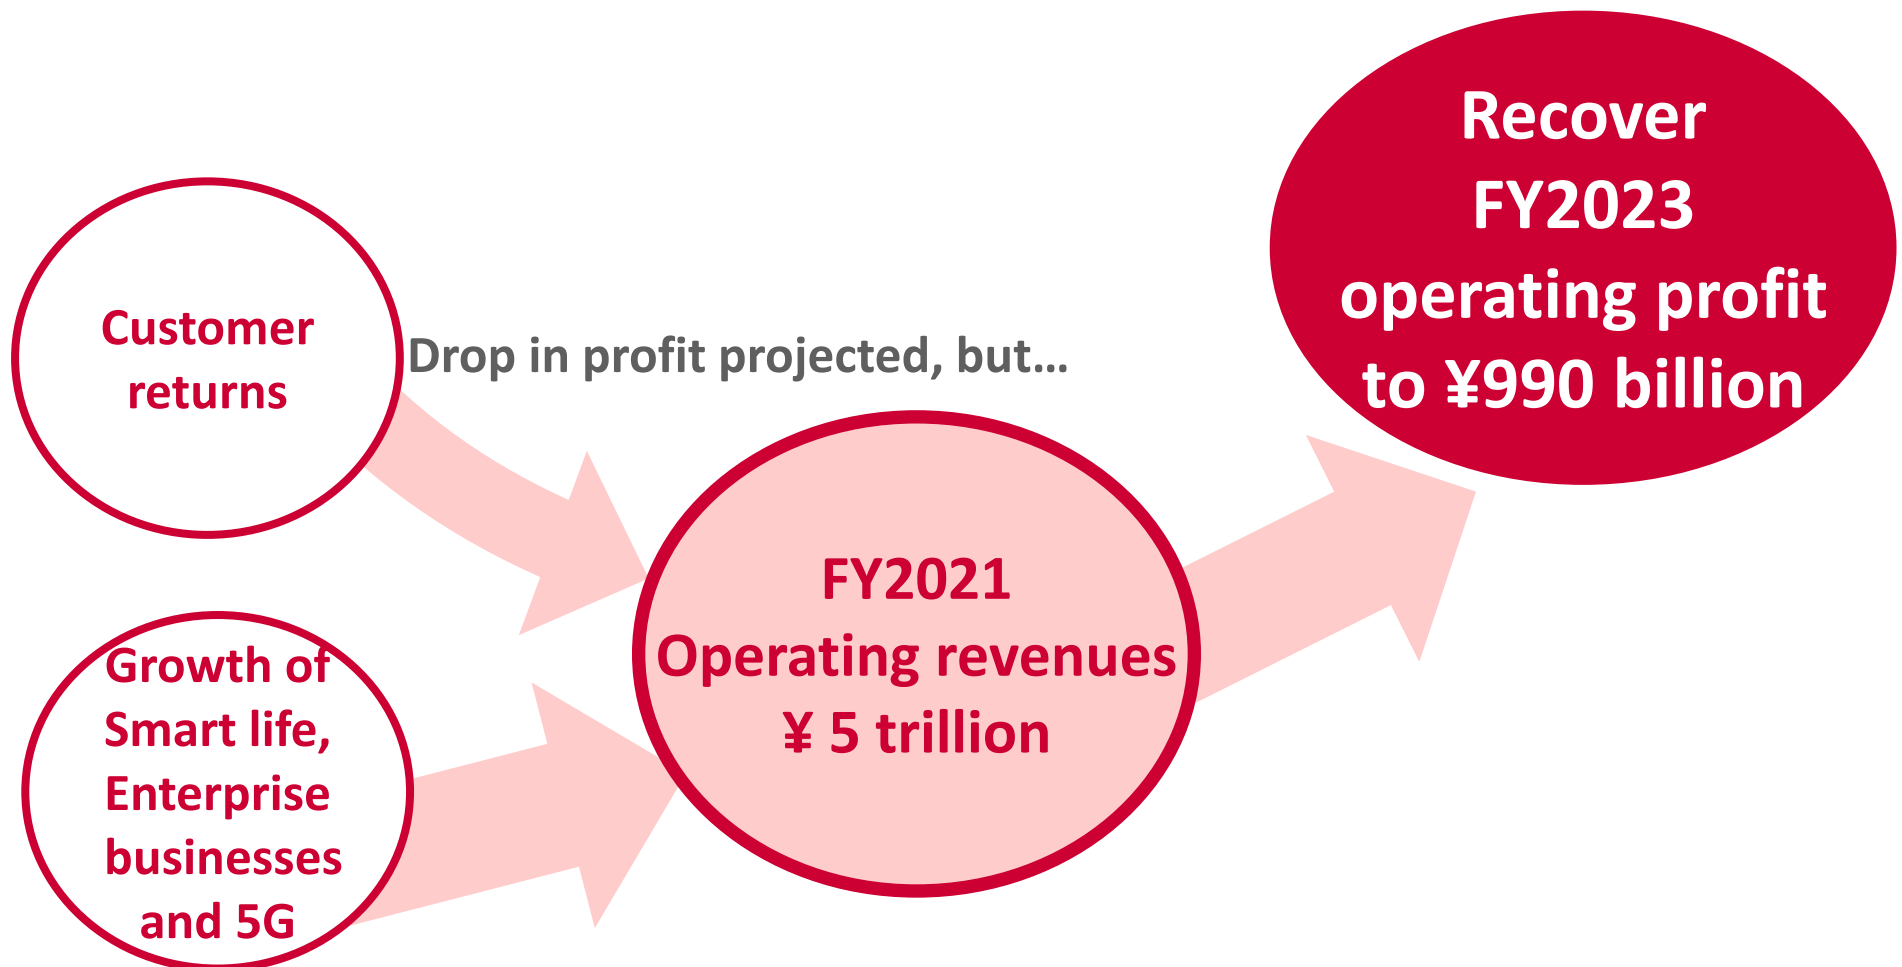 Customer
returns
Drop in profit projected, but...
Growth of
Smart life,
Enterprise
businesses
and 5G
FY2021
Operating revenues
¥ 5 trillion
Recover
FY2023
operating profit
to ¥990 billion